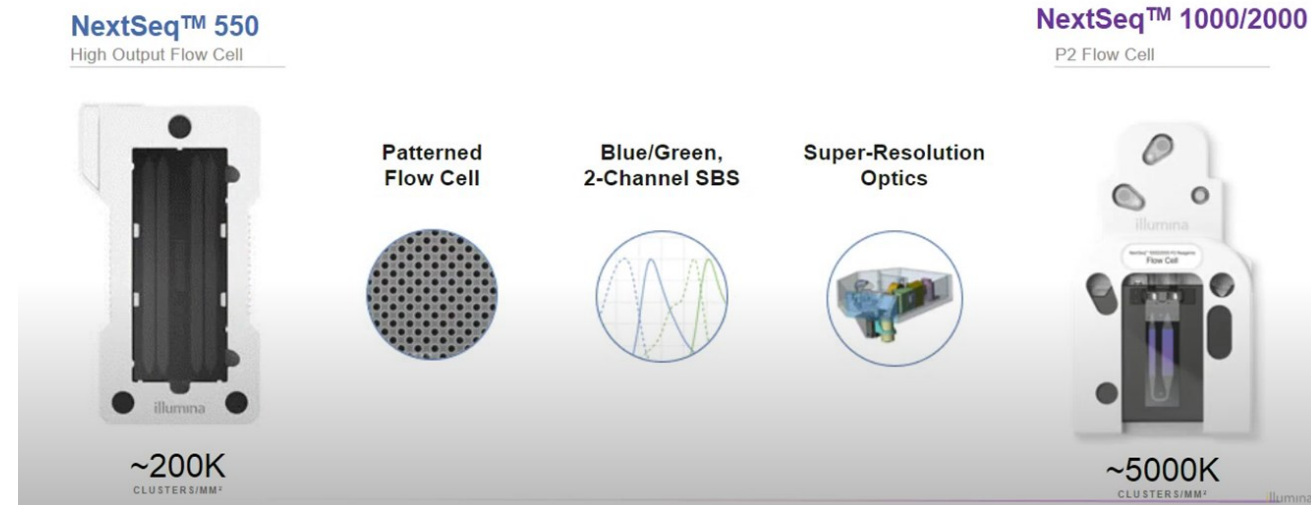 NextSeq™ 550
High Output Flow Cell
NextSeq™ 1000/2000
P2 Flow Cell
Patterned
Flow Cell
Blue/Green,
2-Channel SBS
Super-Resolution
Optics
illumina
illumina
Flow Cell
~200K
CLUSTERS/MM²
~5000K
CLUSTERS/MM²
illumina